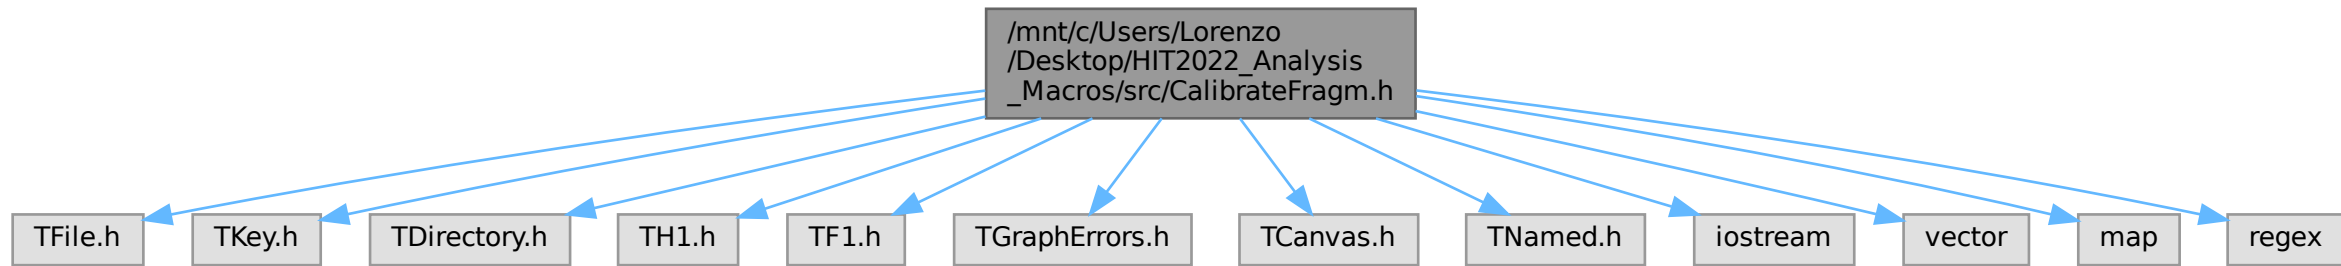 /mnt/c/Users/Lorenzo
/Desktop/HIT2022_Analysis
_Macros/src/CalibrateFragm.h
TFile.h
TKey.h
TDirectory.h
TH1.h
TF1.h
TGraphErrors.h
TCanvas.h
TNamed.h
iostream
vector
map
regex